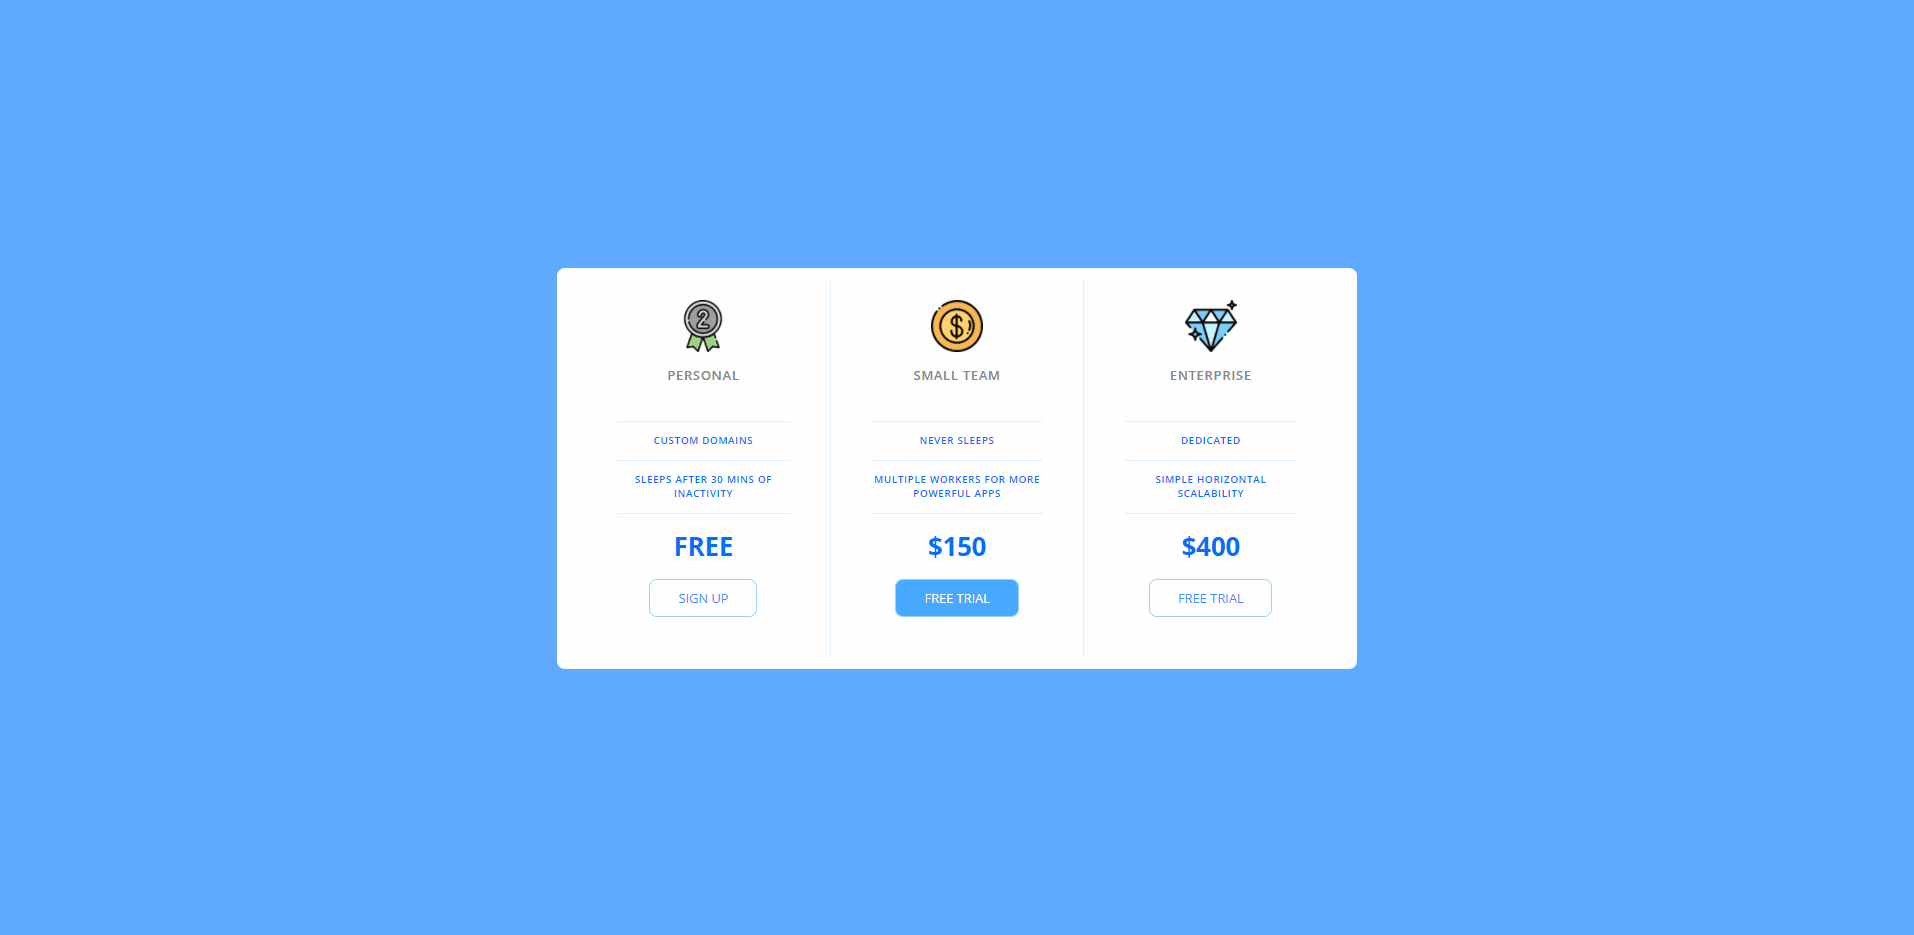 2
PERSONAL
CUSTOM DOMAINS
SLEEPS AFTER 30 MINS OF
INACTIVITY
FREE
SIGN UP
$
SMALL TEAM
NEVER SLEEPS
MULTIPLE WORKERS FOR MORE
POWERFUL APPS
$150
FREE TRIAL
ENTERPRISE
DEDICATED
SIMPLE HORIZONTAL
SCALABILITY
$400
FREE TRIAL